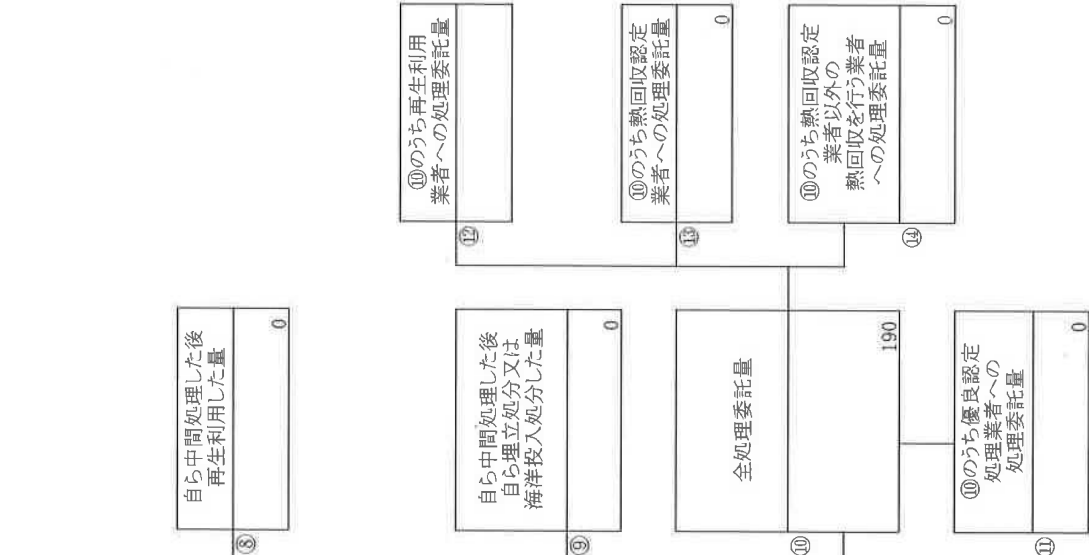 ⑧
自ら中間処理した後
再生利用した量
0
⑨
自ら中間処理した後
自ら埋立処分又は
海洋投入処分した量
0
⑩
全処理委託量
190
⑪
⑩のうち優良認定
処理業者への
処理委託量
0
⑫
⑩のうち再生利用
業者への処理委託量
⑬
⑩のうち熱回収認定
業者への処理委託量
0
⑭
⑩のうち熱回収認定
業者以外の
熱回収を行う業者
への処理委託量
0